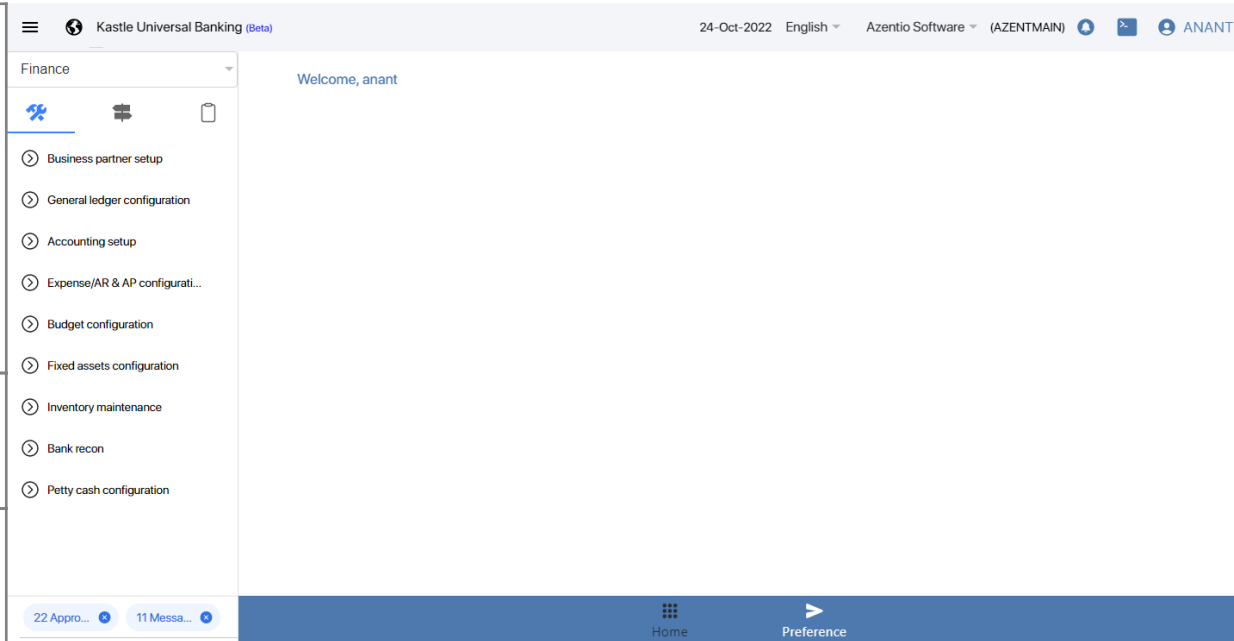 Kastle Universal Banking (Beta) 24-Oct-2022 English Azentio Software (AZENTMAIN) ANANT
Finance
Welcome, anant
Business partner setup
General ledger configuration
Accounting setup
Expense/AR & AP configurati...
Budget configuration
Fixed assets configuration
Inventory maintenance
Bank recon
Petty cash configuration
22 Appro... 11 Messa...
Home Preference